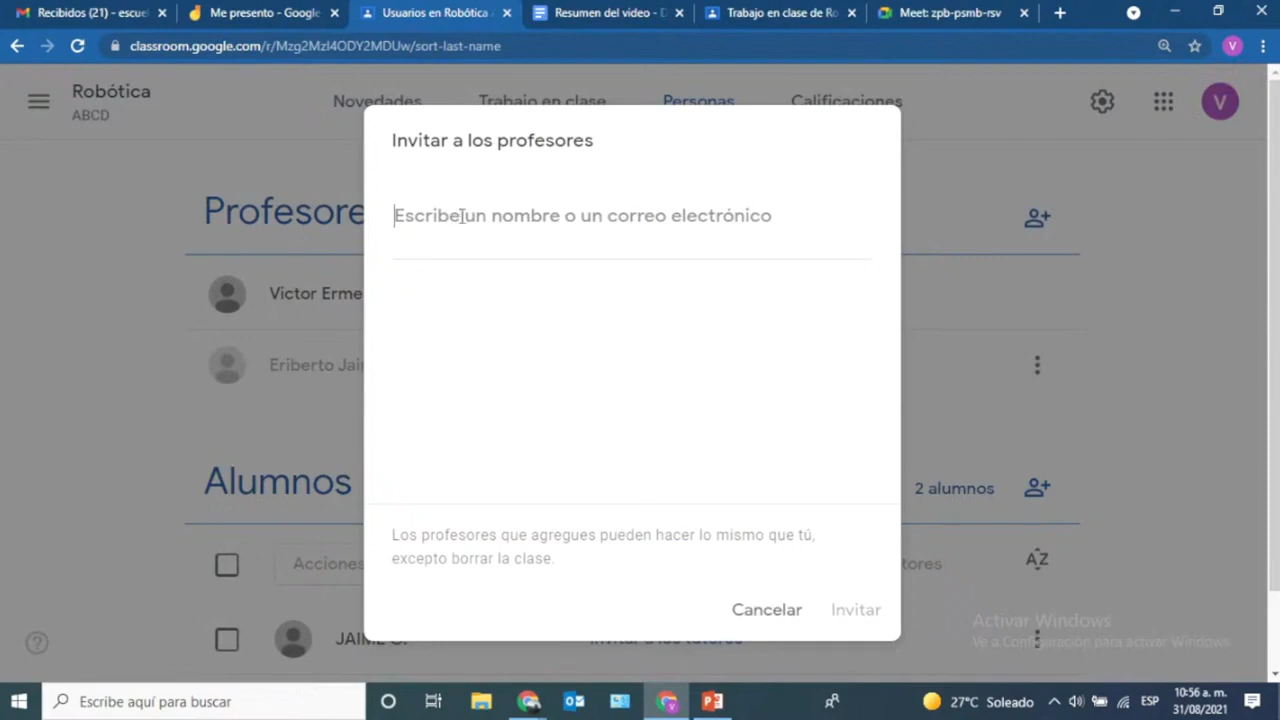 Recibidos (21) - escuel
Me presento - Google
Usuarios en Robótica A
Resumen del video - D
Trabajo en clase de Ro
Meet: zpb-psmb-rsv
classroom.google.com/r/Mzg2MzI4ODY2MDUw/sort-last-name
V
Robótica
ABCD
Novedades
Trabajo en clase
Personas
Calificaciones
V
Invitar a los profesores
Profesore
Escribe un nombre o un correo electrónico
Victor Erme
Eriberto Jain
Alumnos
2 alumnos
Los profesores que agregues pueden hacer lo mismo que tú,
excepto borrar la clase.
Acciones
tores
AZ
Cancelar
Invitar
Activar Windows
Ve a Configuración para activar Windows.
JAIME
Invitar a los tutores
Escribe aquí para buscar
27°C Soleado
ESP
10:56 a. m.
31/08/2021